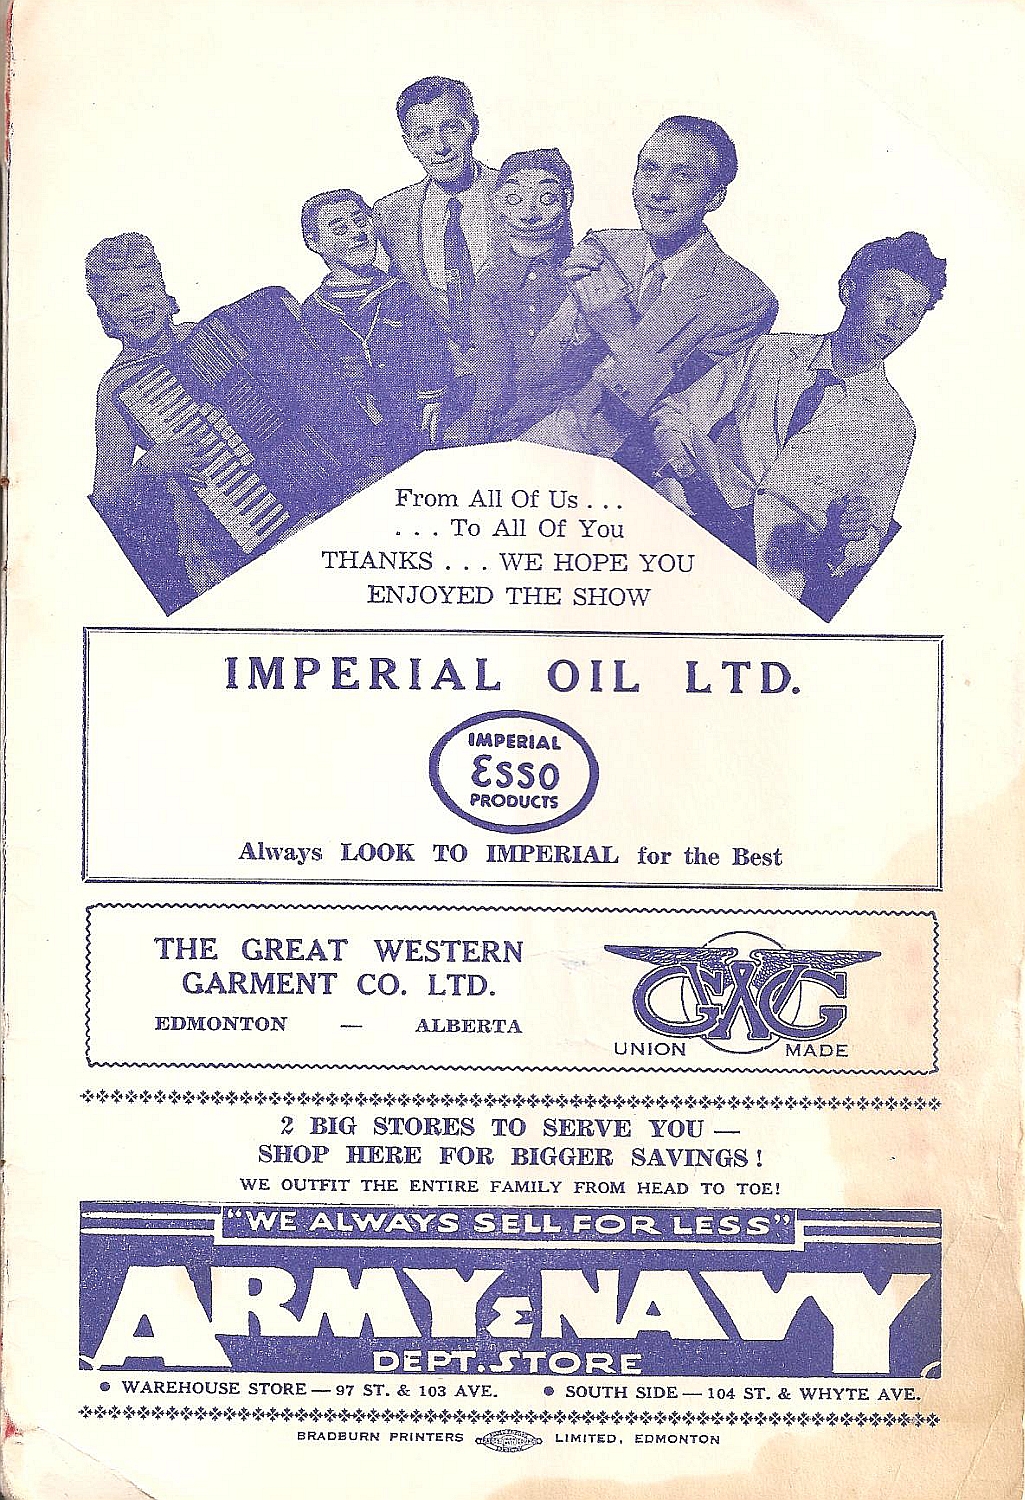 From All Of Us . . .
. . . To All Of You
THANKS . . . WE HOPE YOU
ENJOYED THE SHOW
IMPERIAL OIL LTD.
IMPERIAL
ESSO
PRODUCTS
Always LOOK TO IMPERIAL for the Best
THE GREAT WESTERN
GARMENT CO. LTD.
EDMONTON — ALBERTA
GWG
UNION MADE
2 BIG STORES TO SERVE YOU —
SHOP HERE FOR BIGGER SAVINGS !
WE OUTFIT THE ENTIRE FAMILY FROM HEAD TO TOE!
"WE ALWAYS SELL FOR LESS"
ARMY & NAVY
DEPT. STORE
• WAREHOUSE STORE — 97 ST. & 103 AVE. • SOUTH SIDE — 104 ST. & WHYTE AVE.
BRADBURN PRINTERS LIMITED, EDMONTON